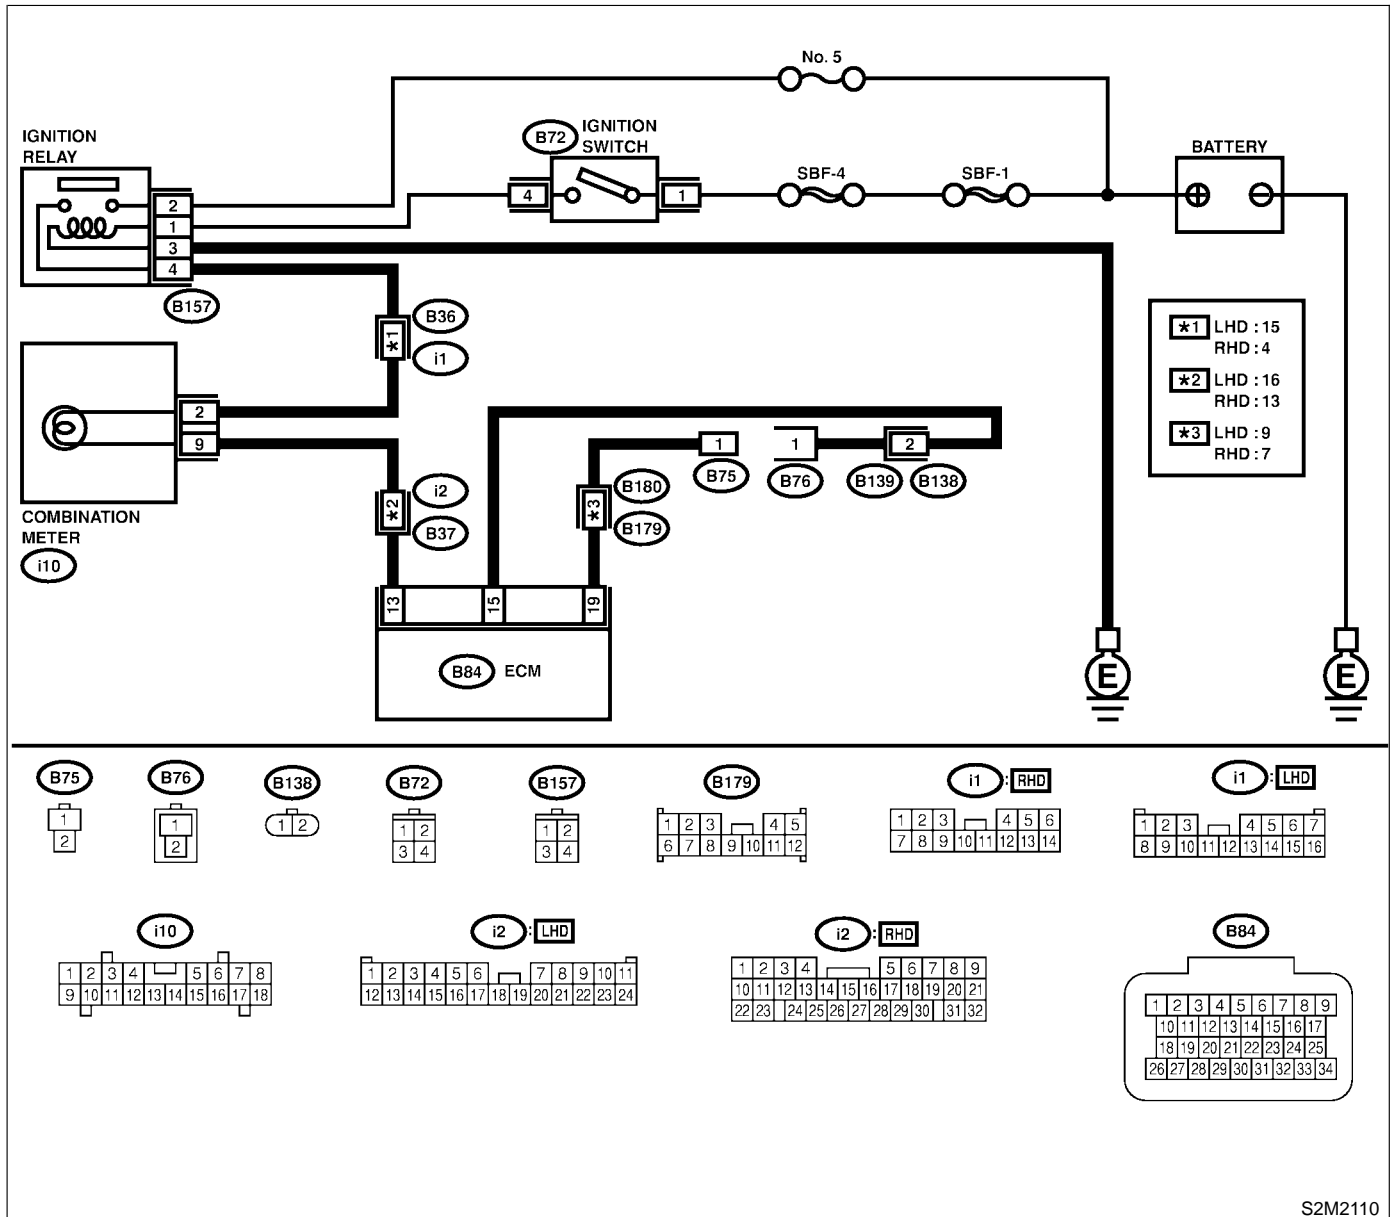 No. 5
IGNITION
RELAY
B72
IGNITION
SWITCH
BATTERY
SBF-4
SBF-1
4
1
2
1
3
4
B157
B36
*1
i1
*1 LHD : 15
RHD : 4
*2 LHD : 16
RHD : 13
*3 LHD : 9
RHD : 7
2
9
1
B75
1
B76
2
B139
B138
COMBINATION
METER
i10
i2
*2
B37
B180
*3
B179
13
15
19
B84
ECM
E
E
B75
1
2
B76
1
2
B138
1 2
B72
1 2
3 4
B157
1 2
3 4
B179
1 2 3 4 5
6 7 8 9 10 11 12
i1 : RHD
1 2 3 4 5 6
7 8 9 10 11 12 13 14
i1 : LHD
1 2 3 4 5 6 7
8 9 10 11 12 13 14 15 16
i10
1 2 3 4 5 6 7 8
9 10 11 12 13 14 15 16 17 18
i2 : LHD
1 2 3 4 5 6 7 8 9 10 11
12 13 14 15 16 17 18 19 20 21 22 23 24
i2 : RHD
1 2 3 4 5 6 7 8 9
10 11 12 13 14 15 16 17 18 19 20 21
22 23 24 25 26 27 28 29 30 31 32
B84
1 2 3 4 5 6 7 8 9
10 11 12 13 14 15 16 17
18 19 20 21 22 23 24 25
26 27 28 29 30 31 32 33 34
S2M2110